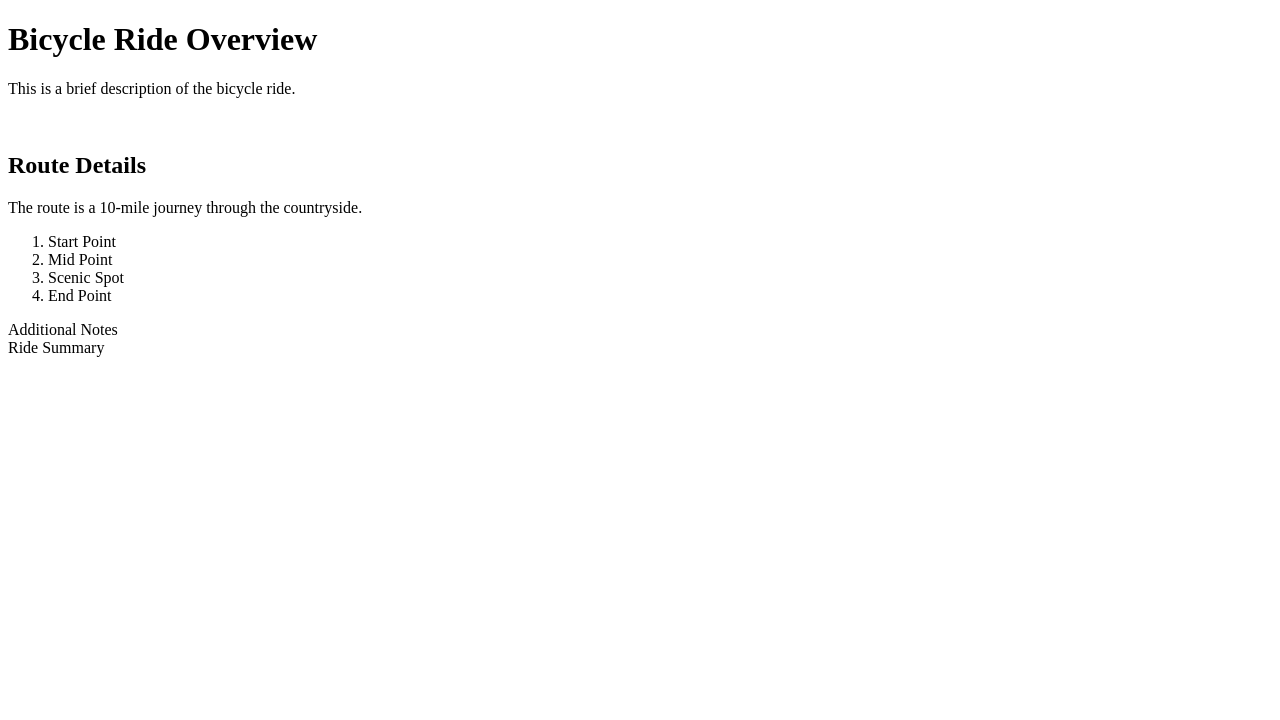 Bicycle Ride Overview
This is a brief description of the bicycle ride.
Route Details
The route is a 10-mile journey through the countryside.
1. Start Point
2. Mid Point
3. Scenic Spot
4. End Point
Additional Notes
Ride Summary